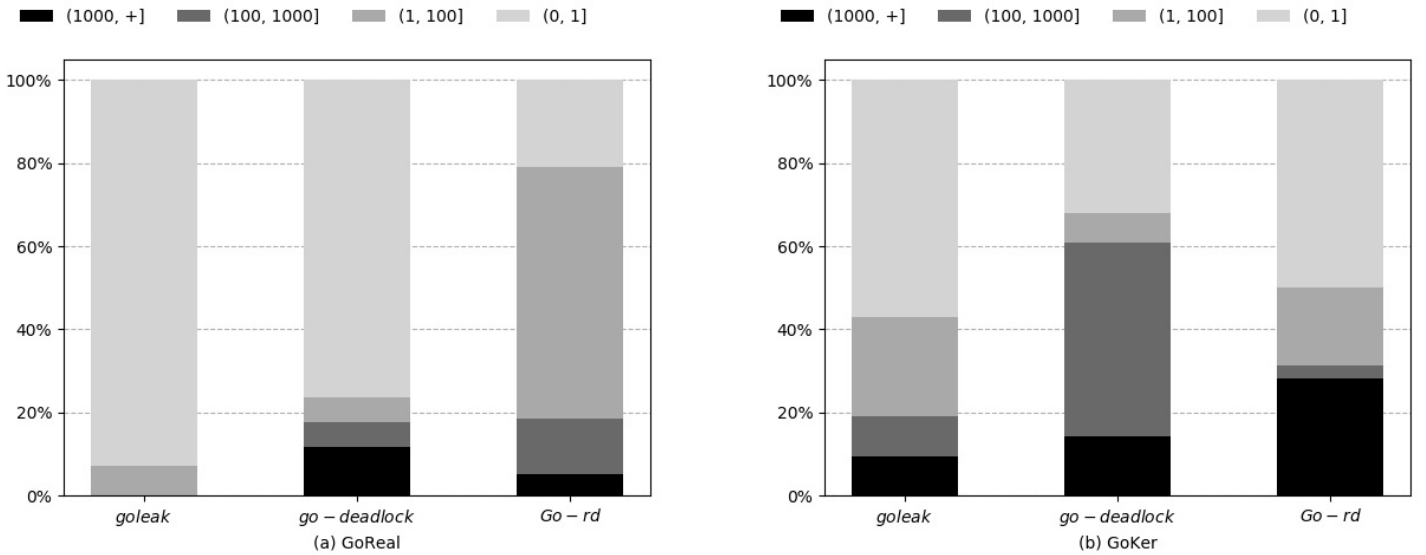 (1000, +] (100, 1000] (1, 100] (0, 1]
100%
80%
60%
40%
20%
0%
goleak go − deadlock Go − rd
(a) GoReal
(1000, +] (100, 1000] (1, 100] (0, 1]
100%
80%
60%
40%
20%
0%
goleak go − deadlock Go − rd
(b) GoKer